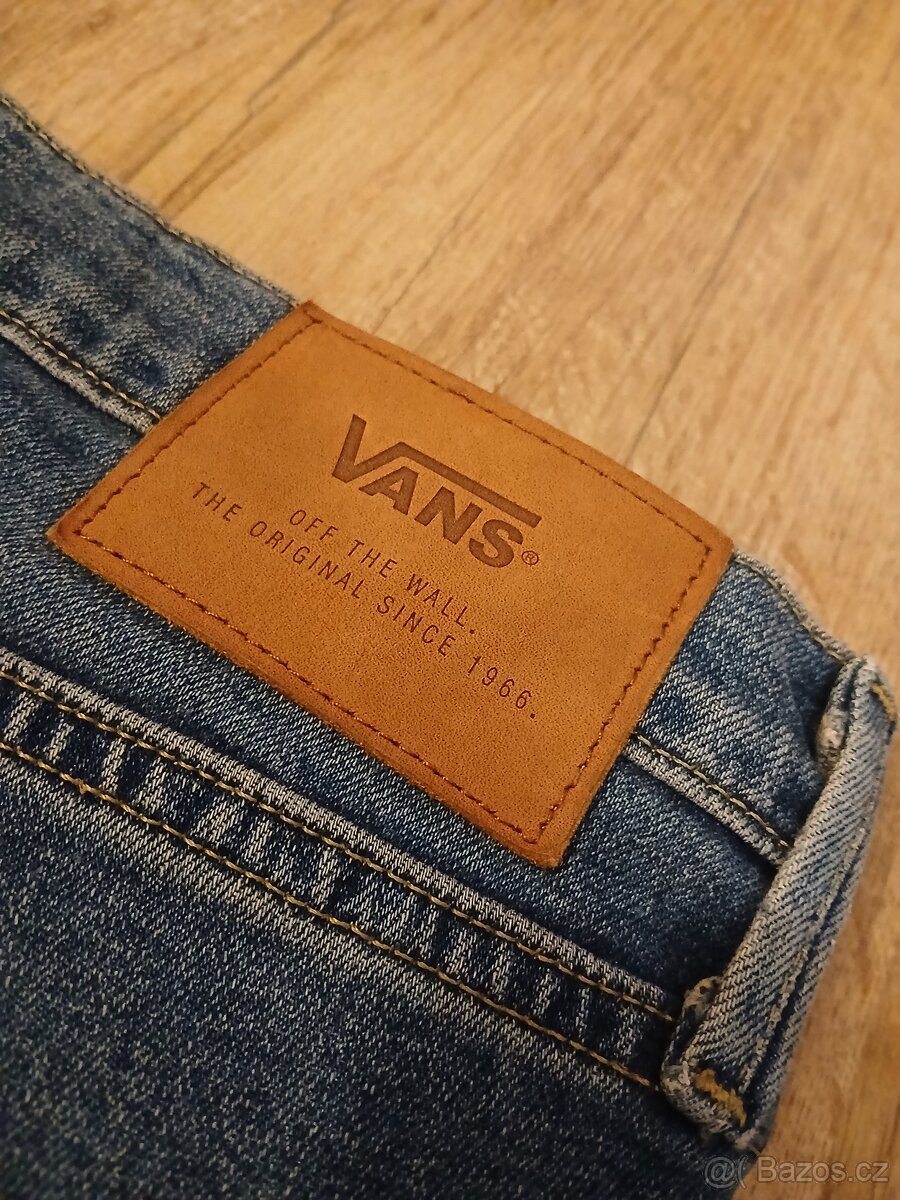 VANS®
OFF THE WALL.
THE ORIGINAL SINCE 1966.
@( Bazos.cz